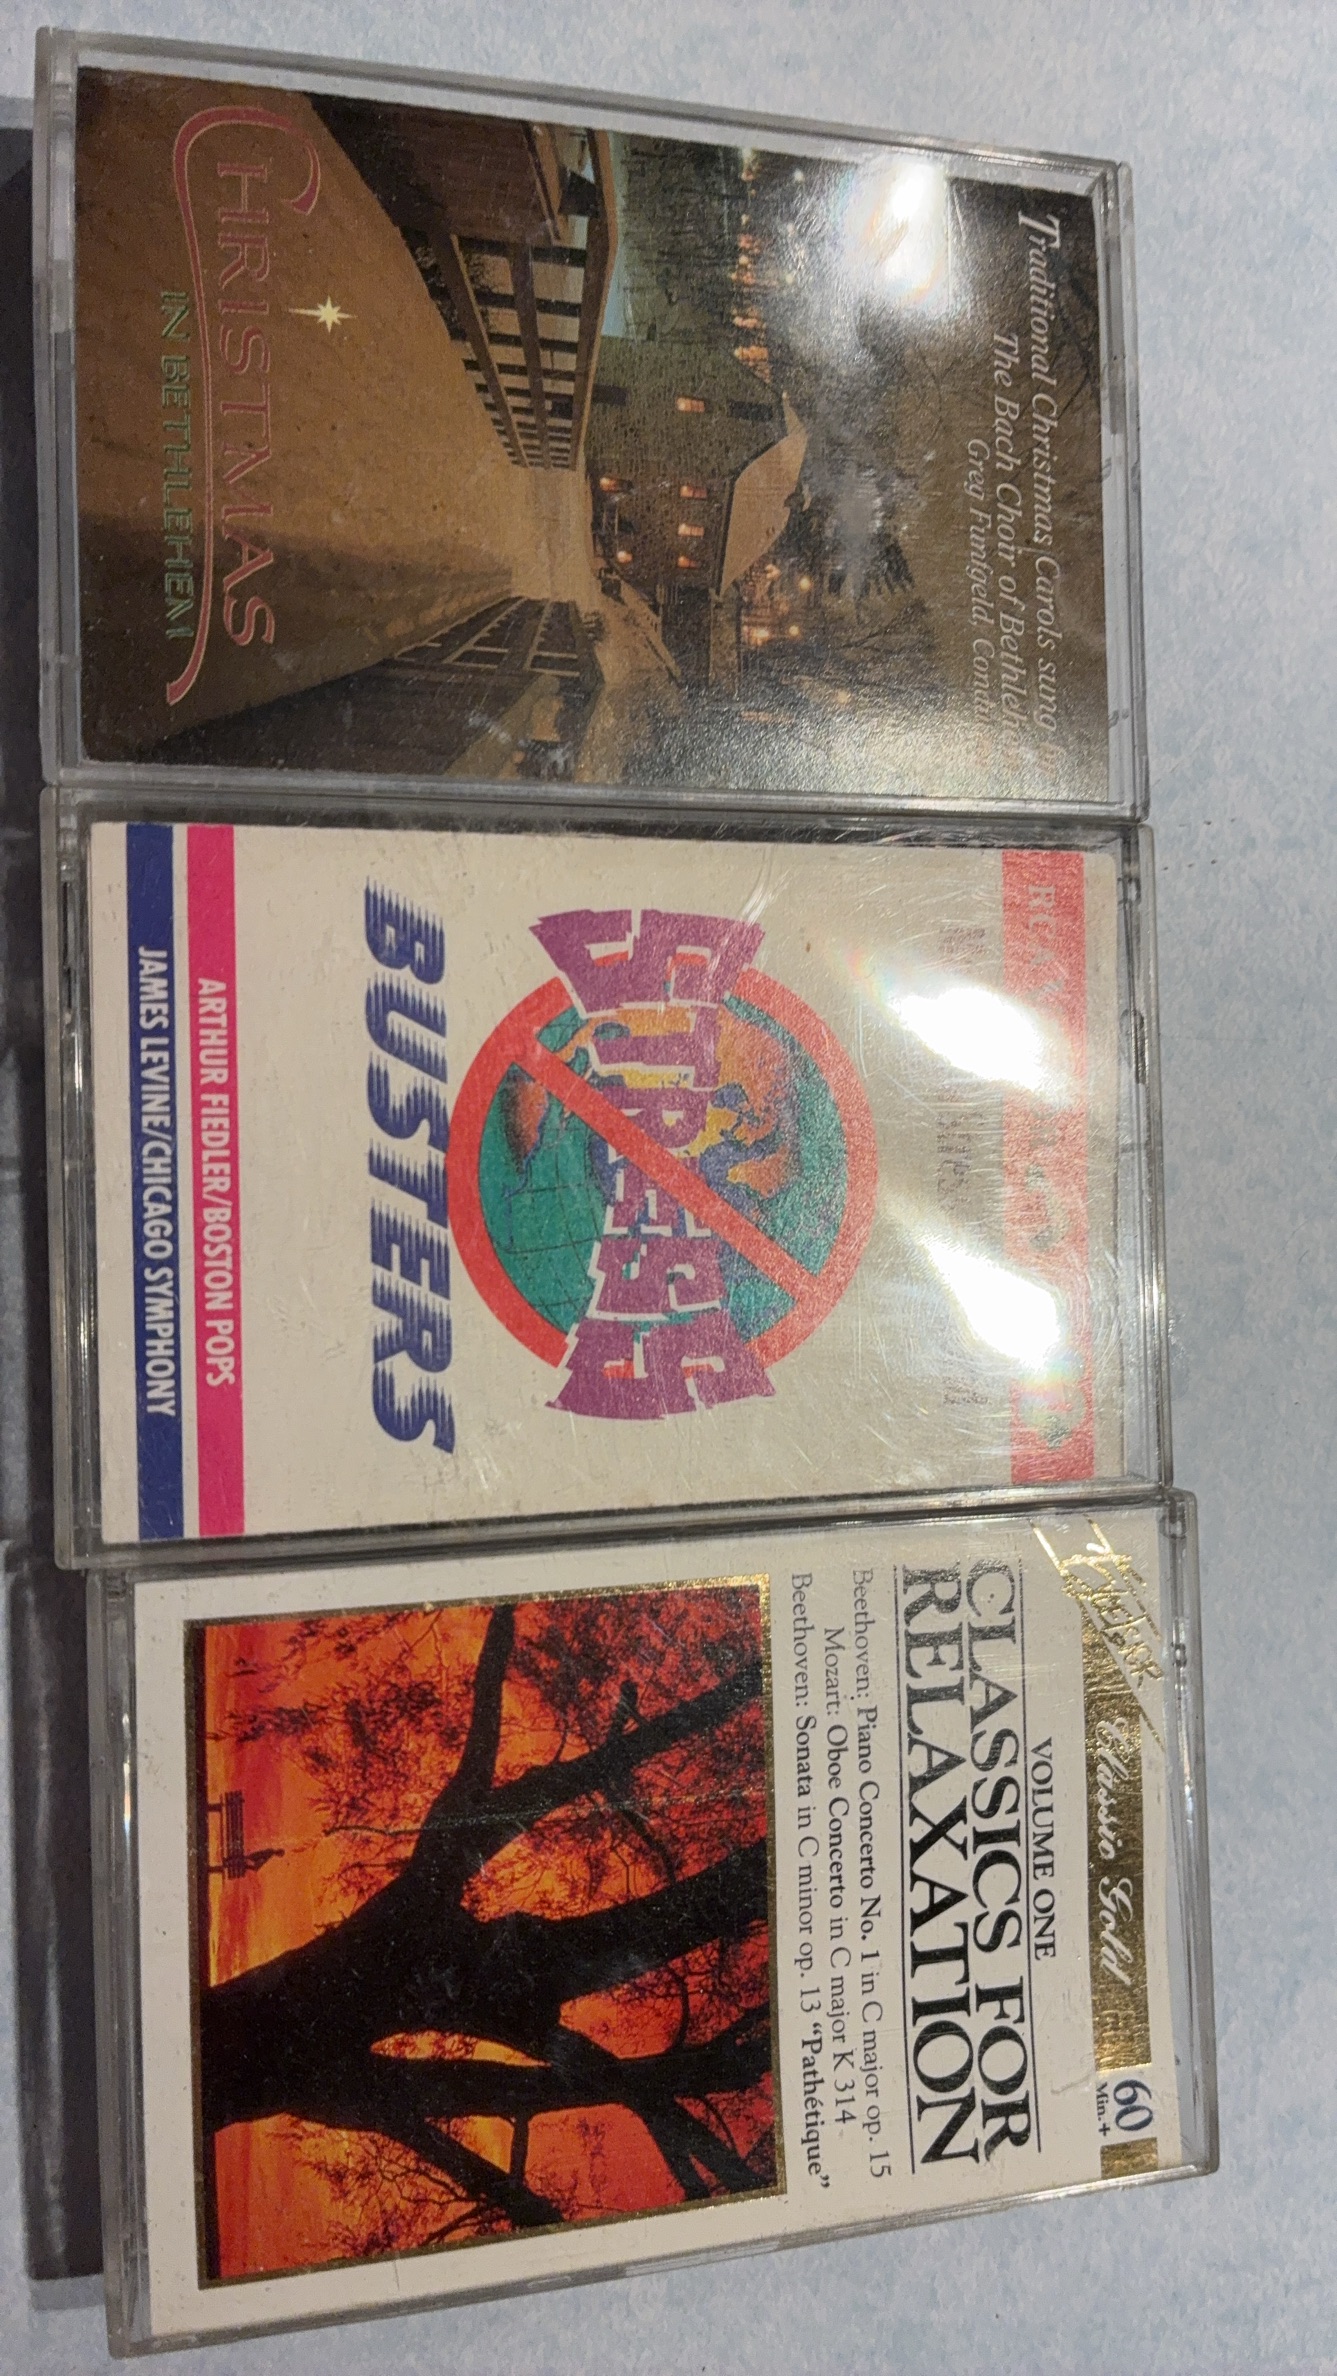 Traditional Christmas Carols sung
The Bach Choir of
Greg Funfgeld,
CHRISTMAS
IN BETHLEHEM
STRESS
BUSTERS
ARTHUR FIEDLER/BOSTON POPS
JAMES LEVINE/CHICAGO SYMPHONY
Classic Gold
60
Min.+
VOLUME ONE
CLASSICS FOR
RELAXATION
Beethoven: Piano Concerto No. 1 in C major op. 15
Mozart: Oboe Concerto in C major K 314
Beethoven: Sonata in C minor op. 13 “Pathétique”